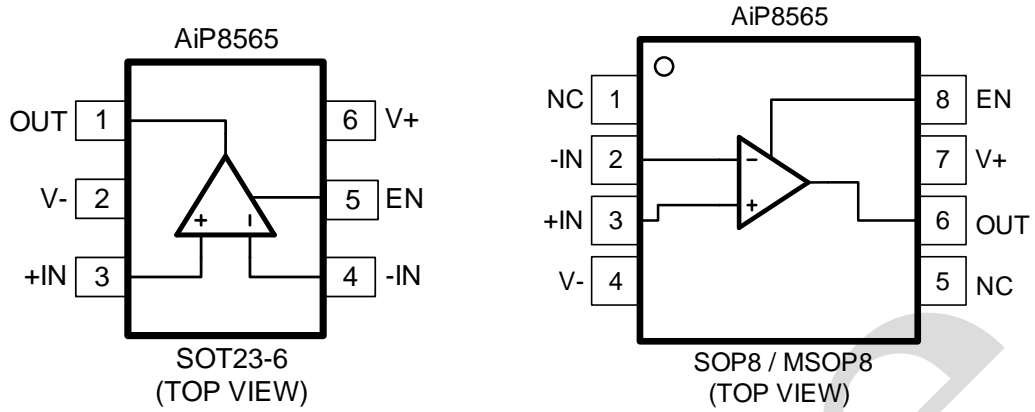 AiP8565
OUT 1
6 V+
V- 2
5 EN
+IN 3
4 -IN
+ -
SOT23-6
(TOP VIEW)
AiP8565
NC 1
8 EN
-IN 2
7 V+
+IN 3
6 OUT
V- 4
5 NC
-
+
SOP8 / MSOP8
(TOP VIEW)